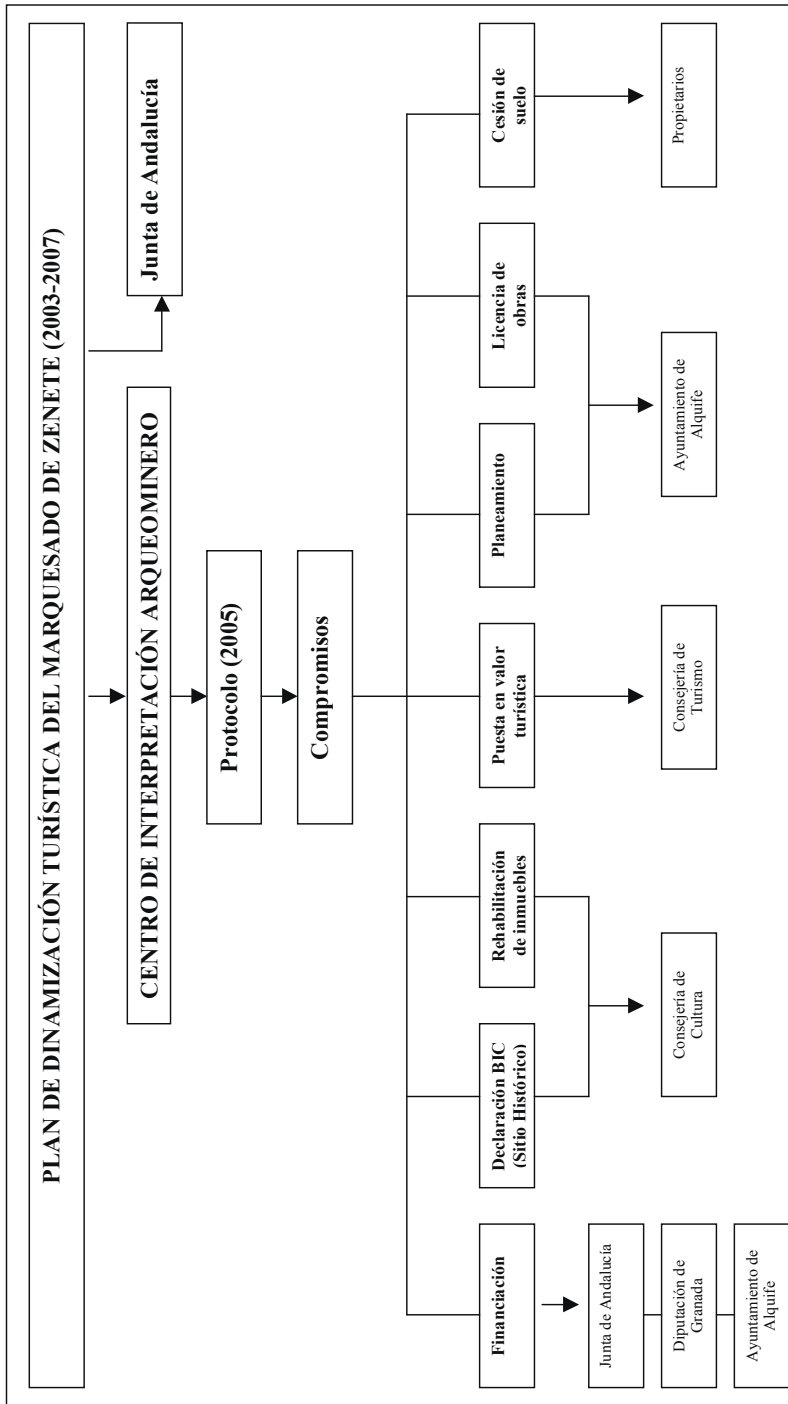 PLAN DE DINAMIZACIÓN TURÍSTICA DEL MARQUESADO DE ZENETE (2003-2007)
CENTRO DE INTERPRETACIÓN ARQUEOMINERO
Junta de Andalucía
Protocolo (2005)
Compromisos
Financiación
Declaración BIC
(Sitio Histórico)
Rehabilitación
de inmuebles
Puesta en valor
turística
Planeamiento
Licencia de
obras
Cesión de
suelo
Junta de Andalucía
Diputación de
Granada
Ayuntamiento de
Alquife
Consejería de
Cultura
Consejería de
Turismo
Ayuntamiento de
Alquife
Propietarios